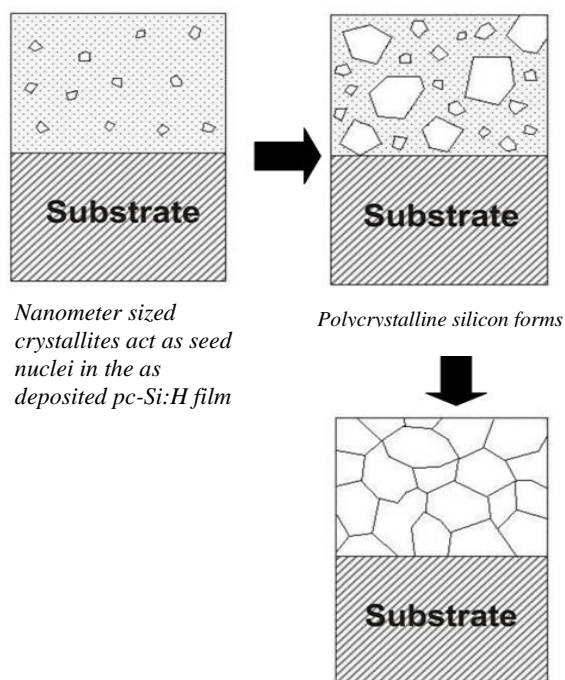 Substrate
Substrate
Nanometer sized
crystallites act as seed
nuclei in the as
deposited pc-Si:H film
Polycrystalline silicon forms
Substrate